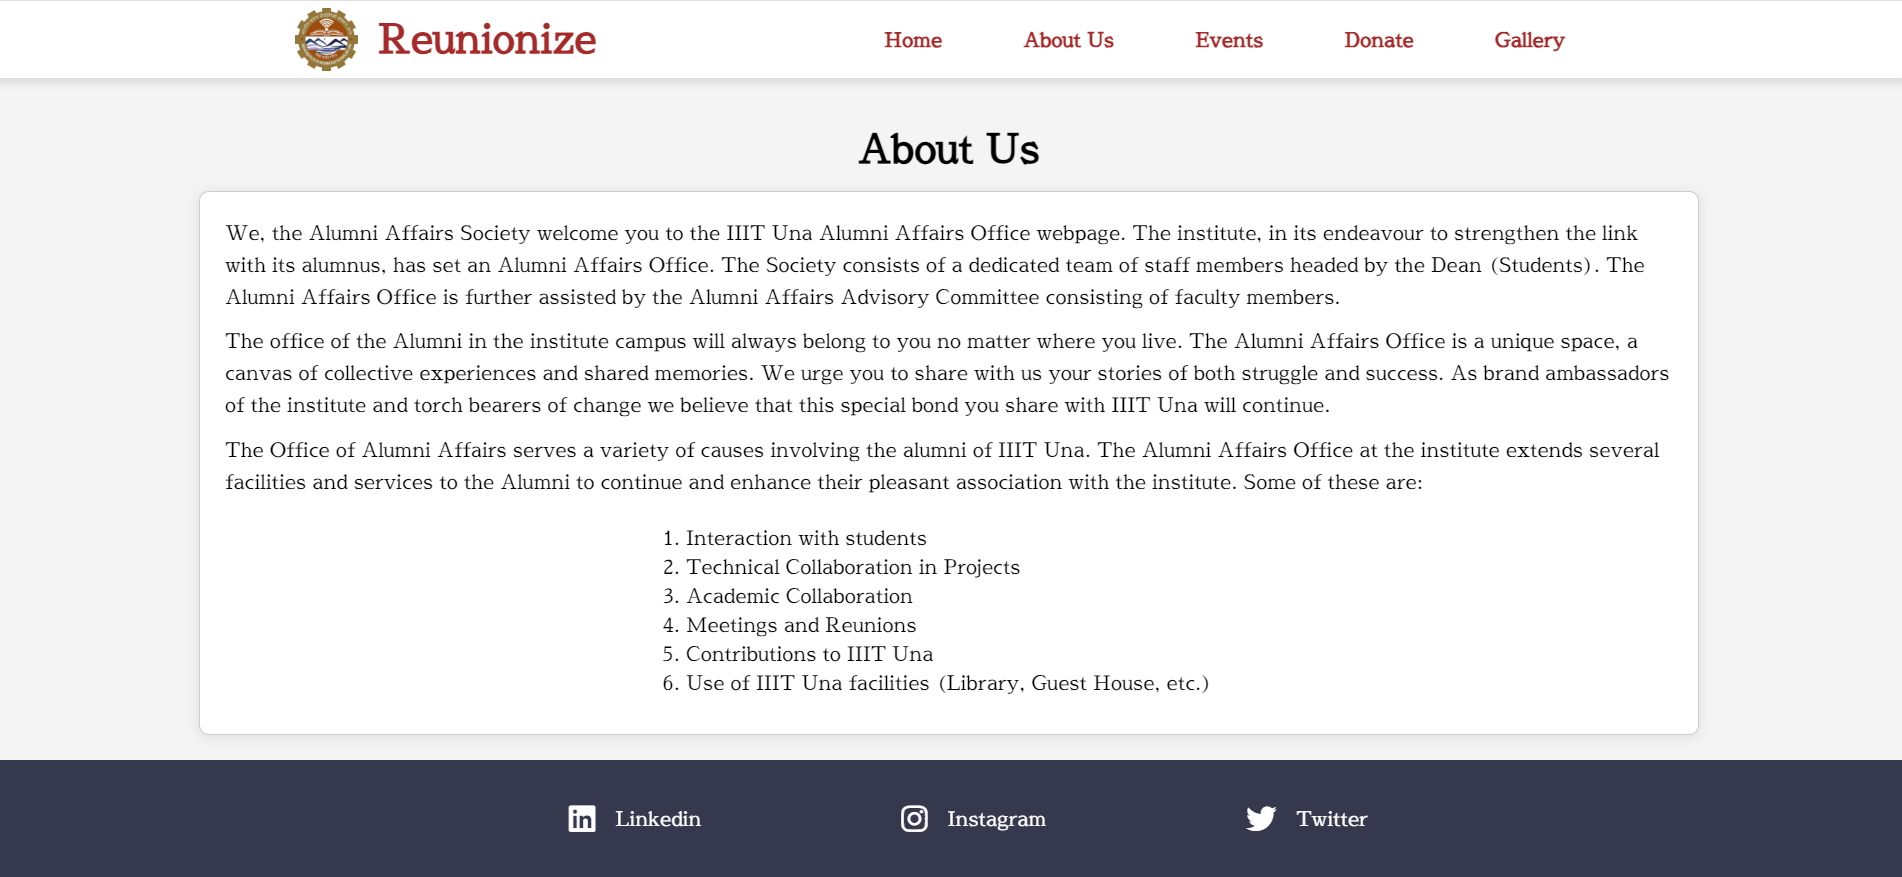 Reunionize
Home
About Us
Events
Donate
Gallery
About Us
We, the Alumni Affairs Society welcome you to the IIIT Una Alumni Affairs Office webpage. The institute, in its endeavour to strengthen the link
with its alumnus, has set an Alumni Affairs Office. The Society consists of a dedicated team of staff members headed by the Dean (Students). The
Alumni Affairs Office is further assisted by the Alumni Affairs Advisory Committee consisting of faculty members.
The office of the Alumni in the institute campus will always belong to you no matter where you live. The Alumni Affairs Office is a unique space, a
canvas of collective experiences and shared memories. We urge you to share with us your stories of both struggle and success. As brand ambassadors
of the institute and torch bearers of change we believe that this special bond you share with IIIT Una will continue.
The Office of Alumni Affairs serves a variety of causes involving the alumni of IIIT Una. The Alumni Affairs Office at the institute extends several
facilities and services to the Alumni to continue and enhance their pleasant association with the institute. Some of these are:
1. Interaction with students
2. Technical Collaboration in Projects
3. Academic Collaboration
4. Meetings and Reunions
5. Contributions to IIIT Una
6. Use of IIIT Una facilities (Library, Guest House, etc.)
in Linkedin
Instagram
Twitter